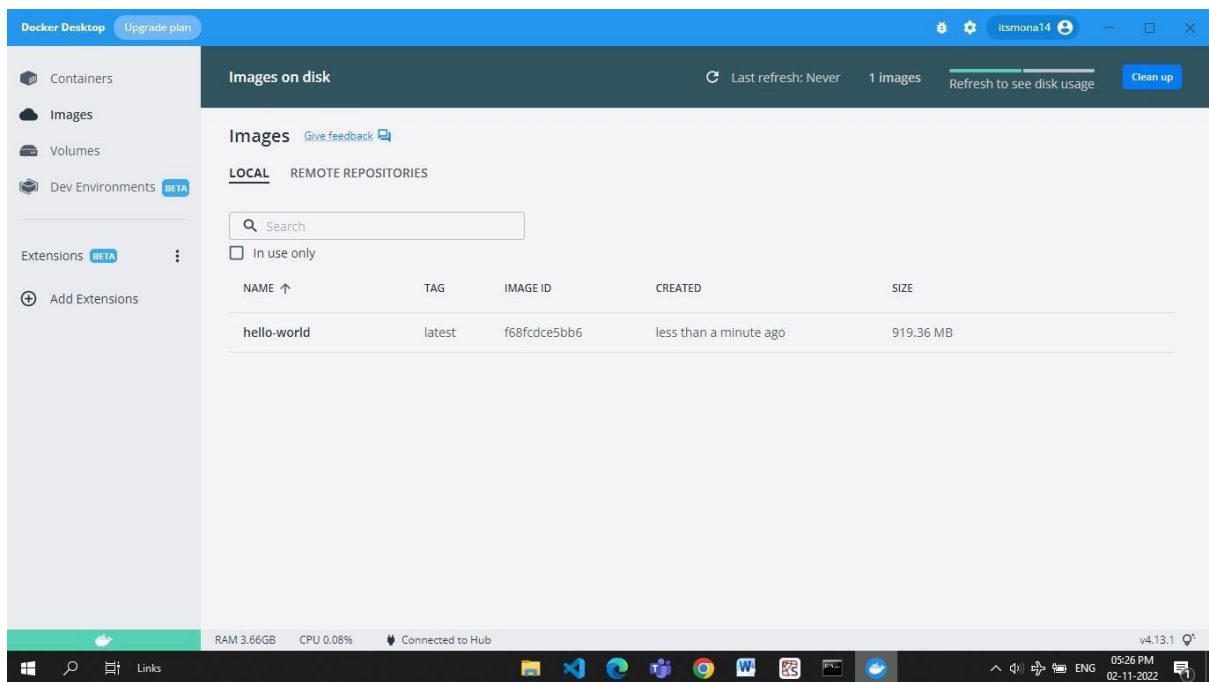 Docker Desktop Upgrade plan itsmona14
Containers
Images
Volumes
Dev Environments BETA
Extensions BETA
Add Extensions
Images on disk Last refresh: Never 1 images Refresh to see disk usage Clean up
Images Give feedback
LOCAL REMOTE REPOSITORIES
Search
In use only
NAME TAG IMAGE ID CREATED SIZE
hello-world latest f68fcdce5bb6 less than a minute ago 919.36 MB
RAM 3.66GB CPU 0.08% Connected to Hub v4.13.1
Links ENG 05:26 PM
02-11-2022